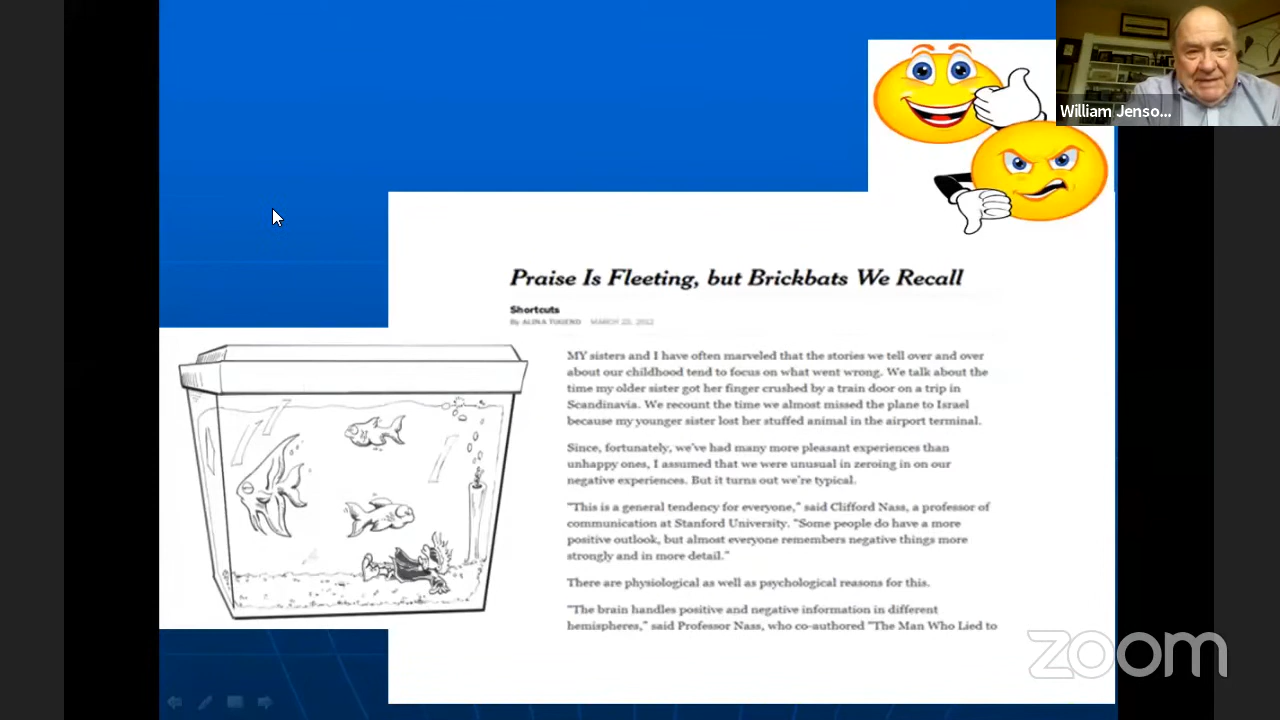 William Jenso...
Praise Is Fleeting, but Brickbats We Recall
Shortcuts
By ALINA TUGEND MARCH 23, 2012
MY sisters and I have often marveled that the stories we tell over and over
about our childhood tend to focus on what went wrong. We talk about the
time my older sister got her finger crushed by a train door on a trip in
Scandinavia. We recount the time we almost missed the plane to Israel
because my younger sister lost her stuffed animal in the airport terminal.
Since, fortunately, we've had many more pleasant experiences than
unhappy ones, I assumed that we were unusual in zeroing in on our
negative experiences. But it turns out we're typical.
"This is a general tendency for everyone," said Clifford Nass, a professor of
communication at Stanford University. "Some people do have a more
positive outlook, but almost everyone remembers negative things more
strongly and in more detail."
There are physiological as well as psychological reasons for this.
"The brain handles positive and negative information in different
hemispheres," said Professor Nass, who co-authored "The Man Who Lied to
zoom